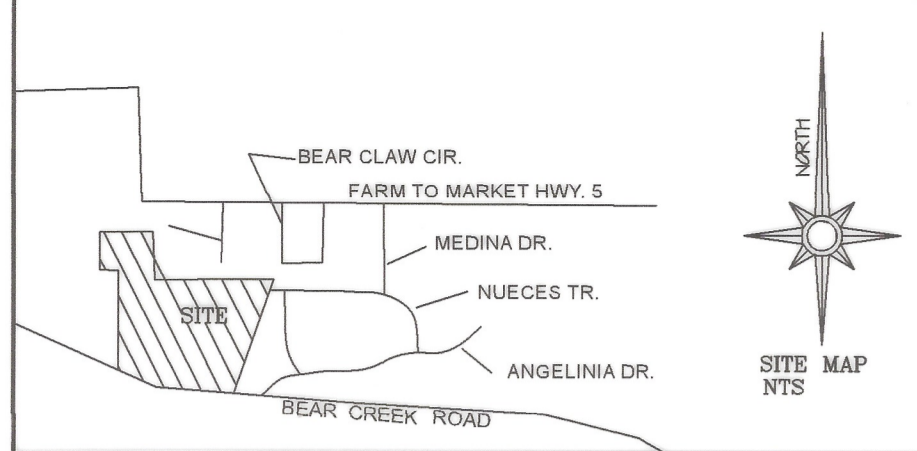 BEAR CLAW CIR.
FARM TO MARKET HWY. 5
MEDINA DR.
NUECES TR.
SITE
ANGELINIA DR.
BEAR CREEK ROAD
NORTH
SITE MAP
NTS